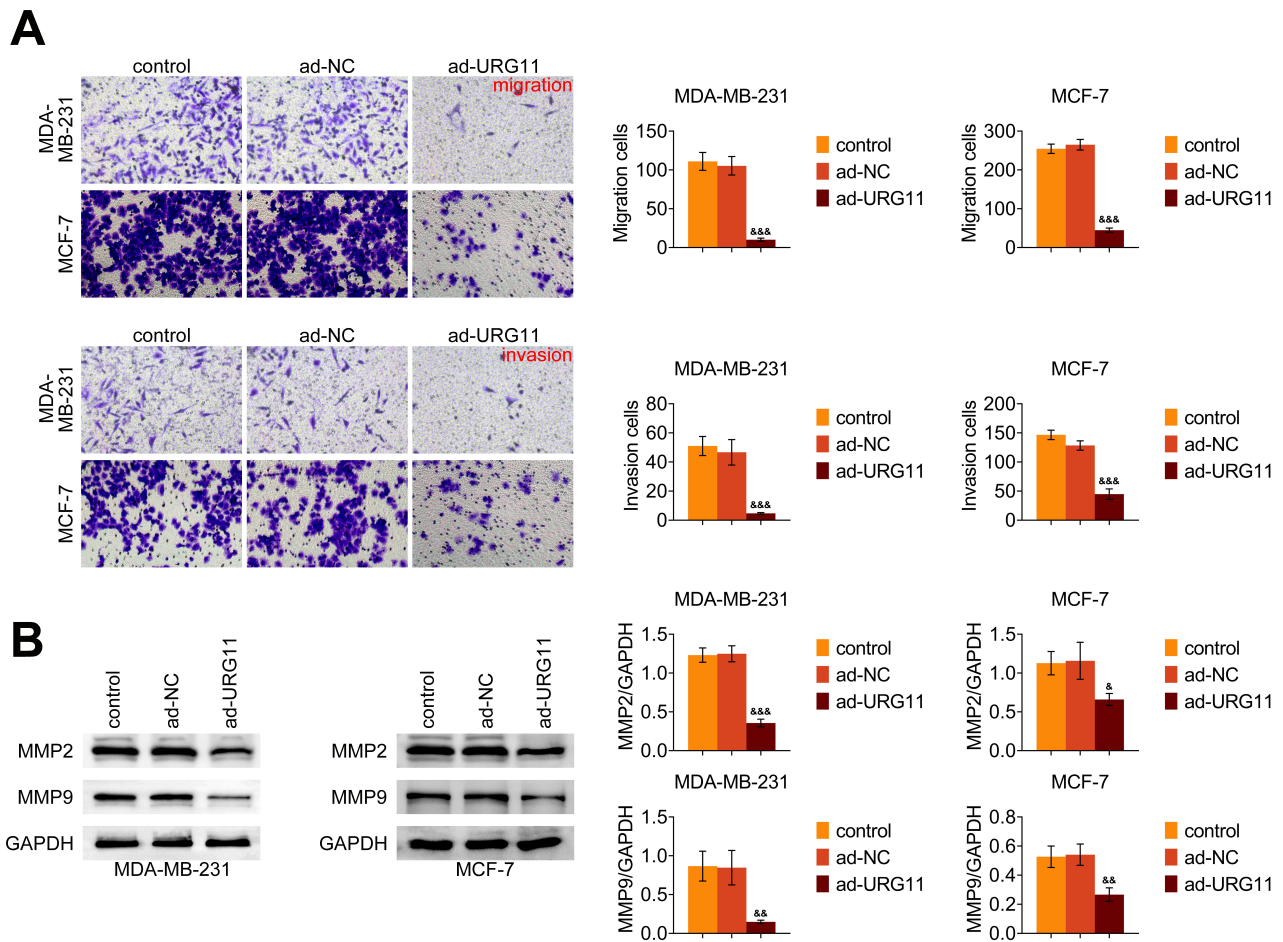 A
control ad-NC ad-URG11
migration
MDA-
MB-231
MCF-7
control ad-NC ad-URG11
invasion
MDA-
MB-231
MCF-7
MDA-MB-231
Migration cells
150
100
50
0
&&&
control
ad-NC
ad-URG11
MCF-7
Migration cells
300
200
100
0
&&&
control
ad-NC
ad-URG11
MDA-MB-231
Invasion cells
80
60
40
20
0
&&&
control
ad-NC
ad-URG11
MCF-7
Invasion cells
200
150
100
50
0
&&&
control
ad-NC
ad-URG11
B
control
ad-NC
ad-URG11
MMP2
MMP9
GAPDH
MDA-MB-231
control
ad-NC
ad-URG11
MMP2
MMP9
GAPDH
MCF-7
MDA-MB-231
MMP2/GAPDH
1.5
1.0
0.5
0.0
&&&
control
ad-NC
ad-URG11
MCF-7
MMP2/GAPDH
1.5
1.0
0.5
0.0
&
control
ad-NC
ad-URG11
MDA-MB-231
MMP9/GAPDH
1.5
1.0
0.5
0.0
&&
control
ad-NC
ad-URG11
MCF-7
MMP9/GAPDH
0.8
0.6
0.4
0.2
0.0
&&
control
ad-NC
ad-URG11